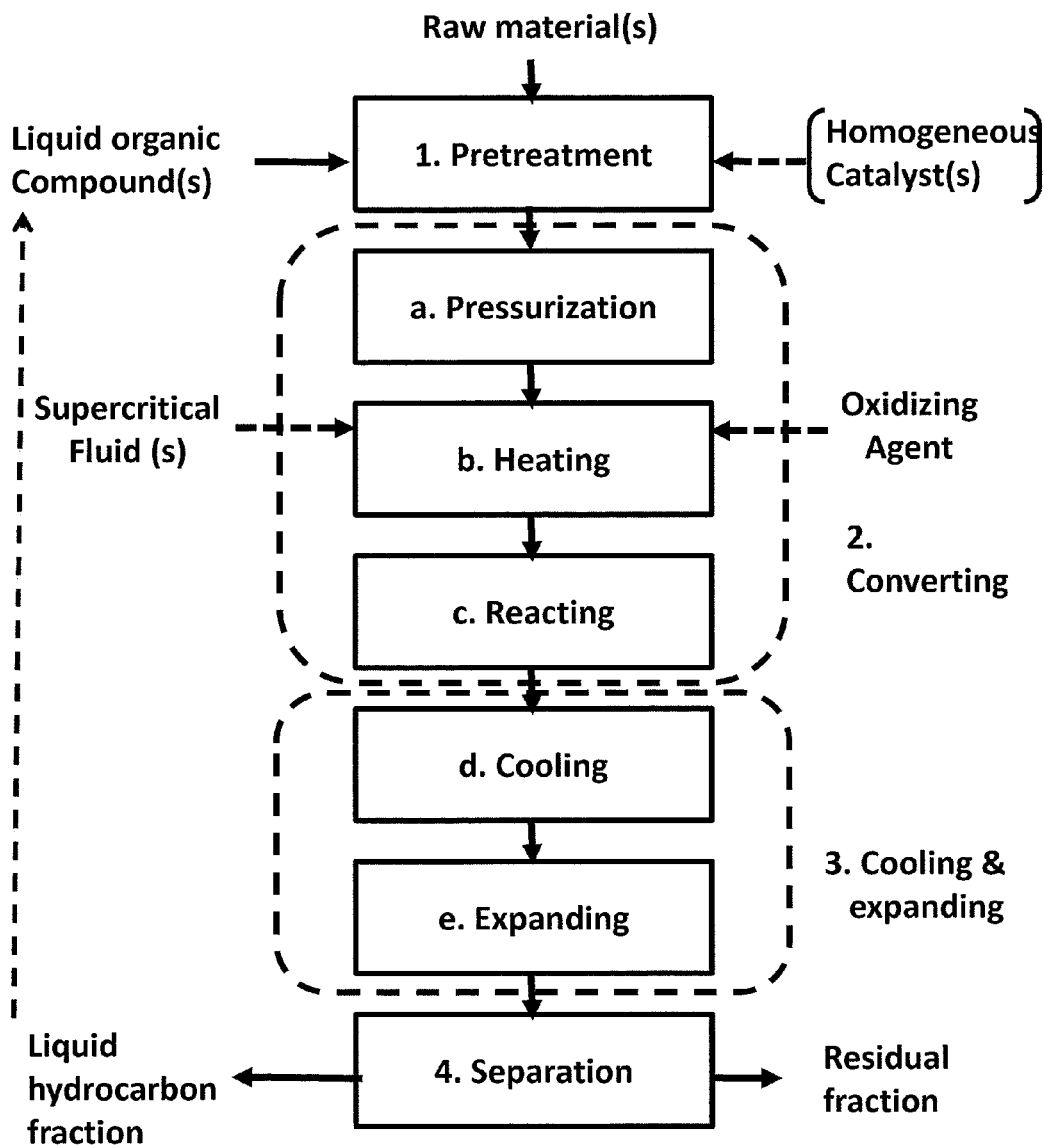 Raw material(s)
Liquid organic
Compound(s)
1. Pretreatment
Homogeneous
Catalyst(s)
a. Pressurization
Supercritical
Fluid (s)
b. Heating
Oxidizing
Agent
2.
Converting
c. Reacting
d. Cooling
3. Cooling &
expanding
e. Expanding
Liquid
hydrocarbon
fraction
4. Separation
Residual
fraction